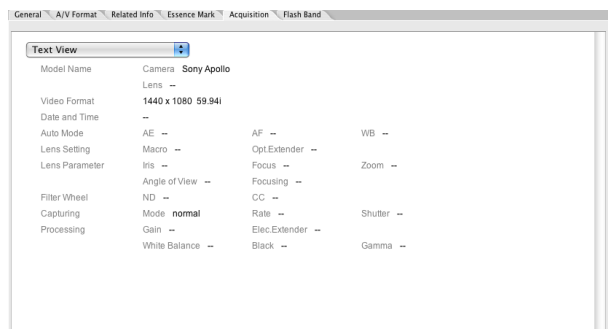 General A/V Format Related Info Essence Mark Acquisition Flash Band
Text View
Model Name Camera Sony Apollo
Lens --
Video Format 1440 x 1080 59.94i
Date and Time --
Auto Mode AE -- AF -- WB --
Lens Setting Macro -- Opt.Extender --
Lens Parameter Iris -- Focus -- Zoom --
Angle of View -- Focusing --
Filter Wheel ND -- CC --
Capturing Mode normal Rate -- Shutter --
Processing Gain -- Elec.Extender --
White Balance -- Black -- Gamma --